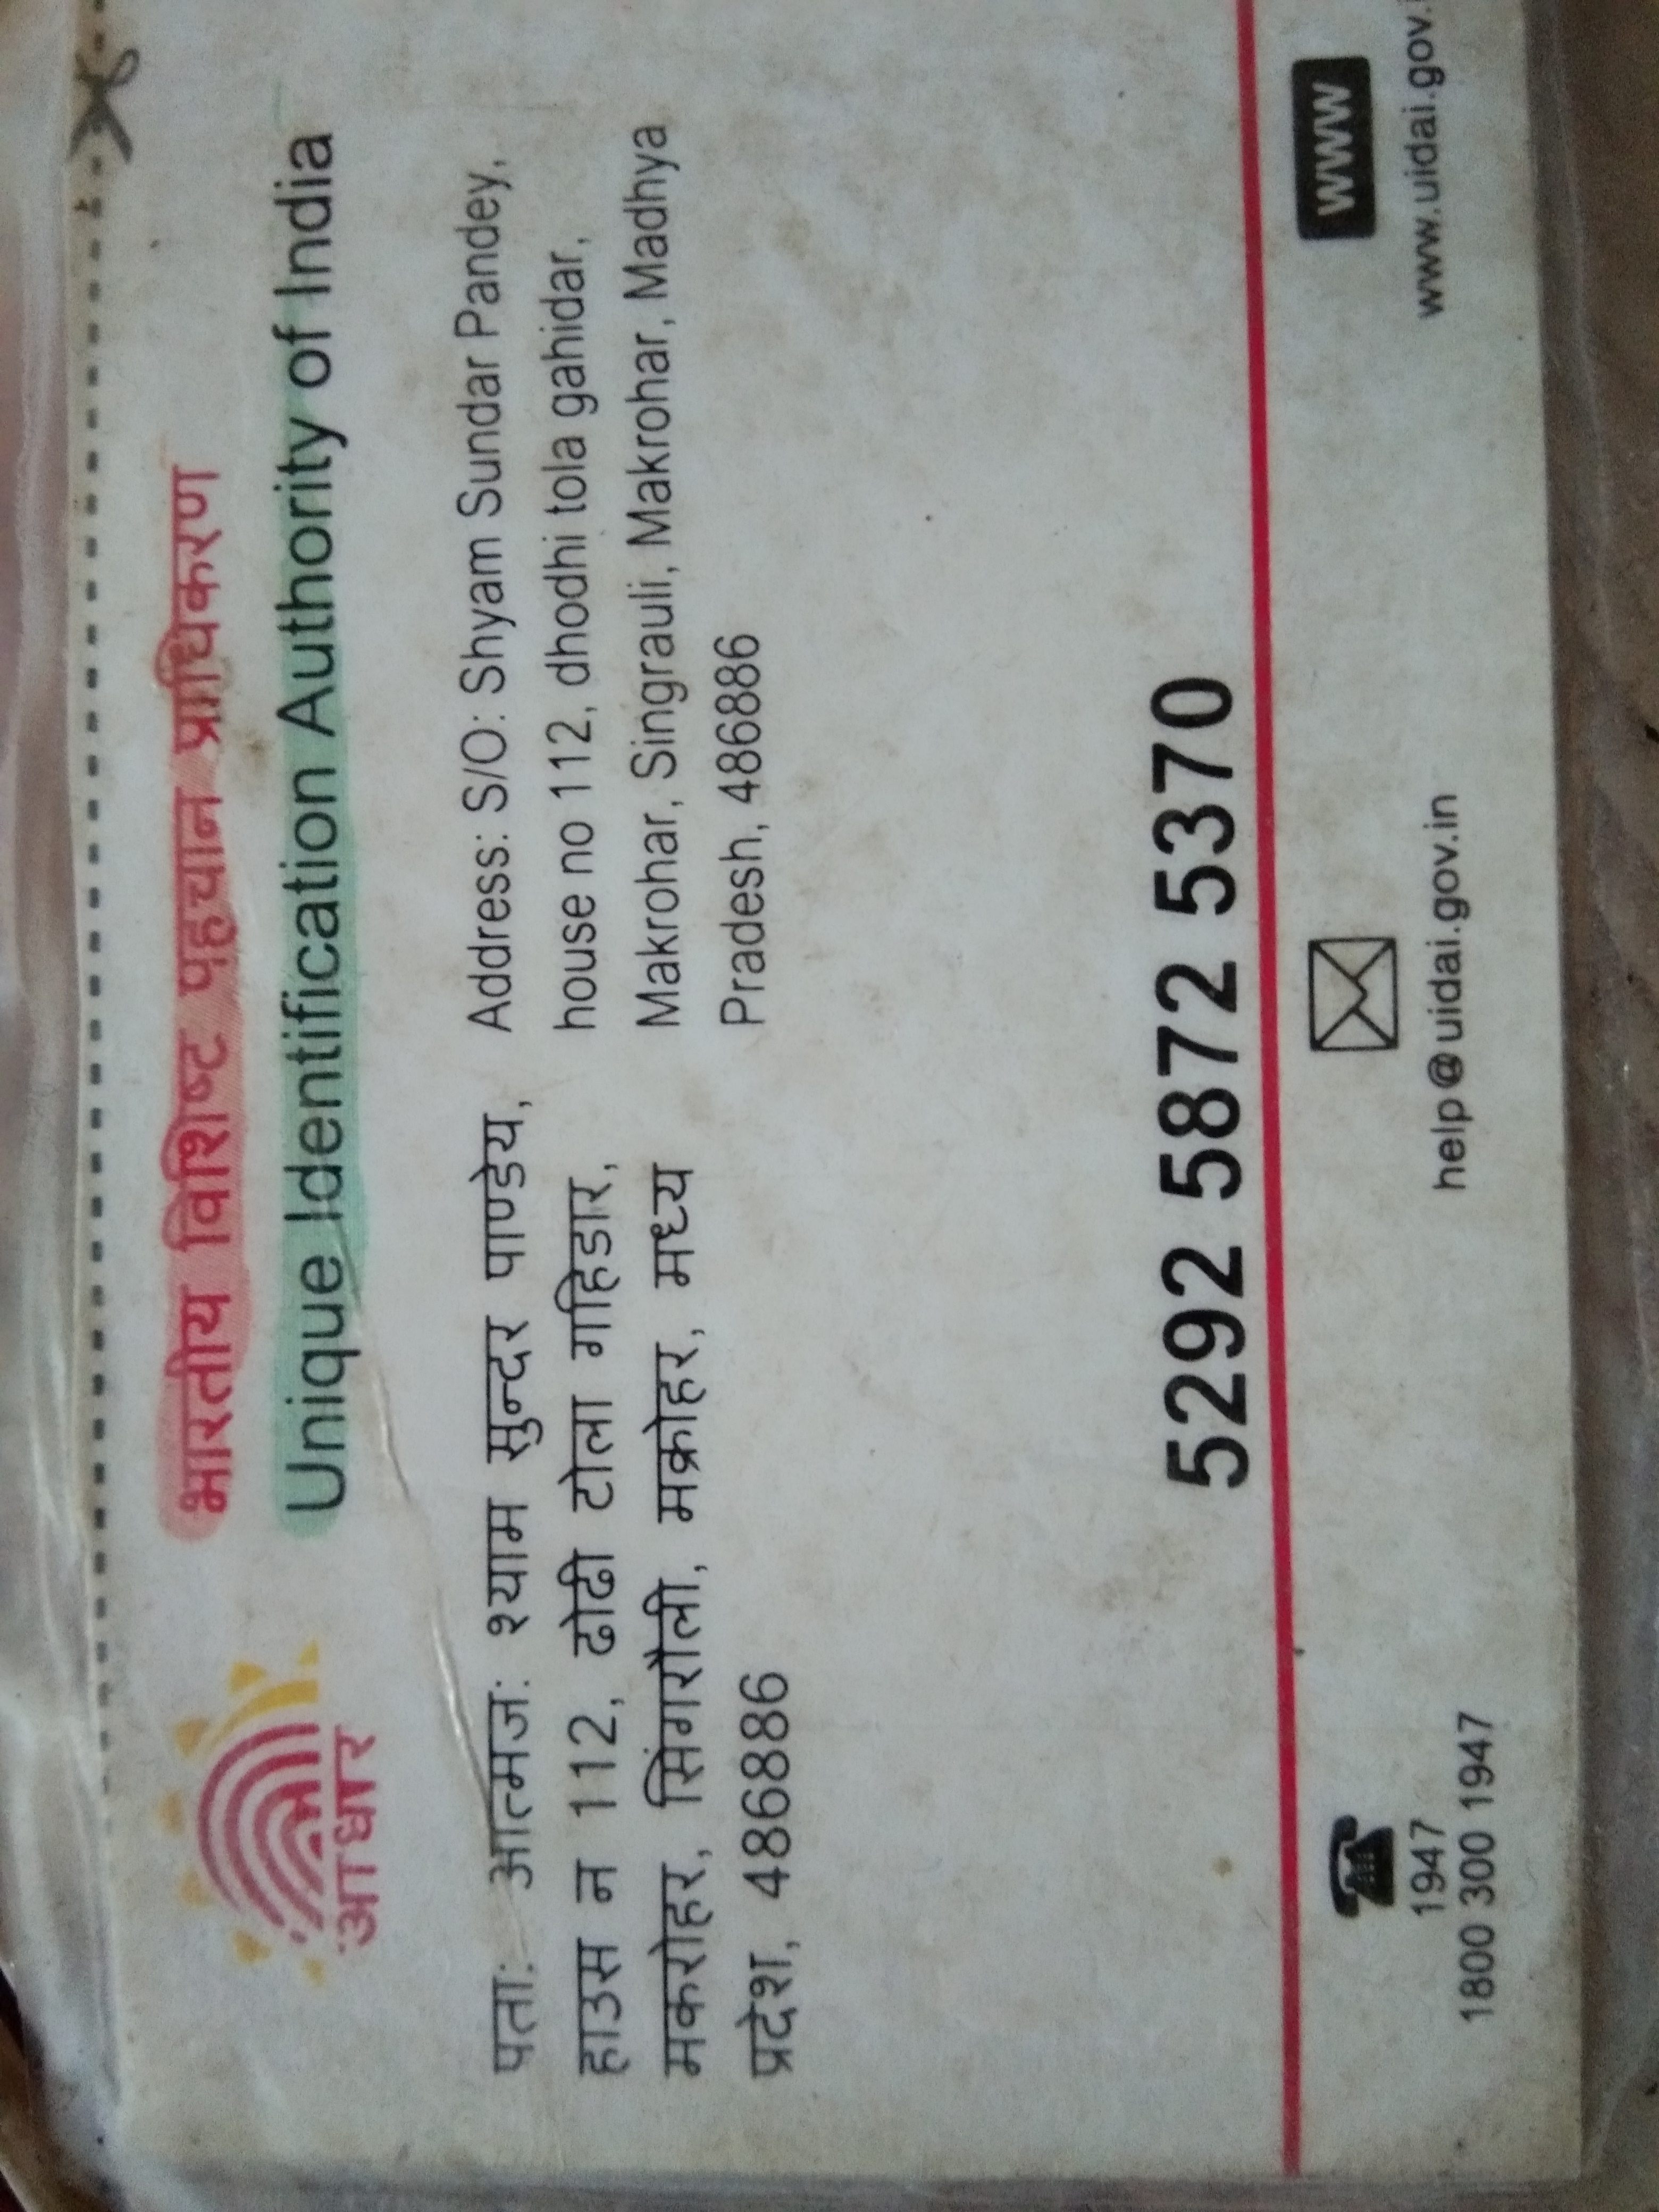 भारतीय विशिष्ट पहचान प्राधिकरण
Unique Identification Authority of India
आधार
पता: आत्मज: श्याम सुन्दर पाण्डेय,
हाउस न 112, ढोढी टोला गहिडार,
मकरोहर, सिंगरौली, मक्रोहर, मध्य
प्रदेश, 486886
Address: S/O: Shyam Sundar Pandey,
house no 112, dhodhi tola gahidar,
Makrohar, Singrauli, Makrohar, Madhya
Pradesh, 486886
5292 5872 5370
1947
1800 300 1947
help@uidai.gov.in
www
www.uidai.gov.